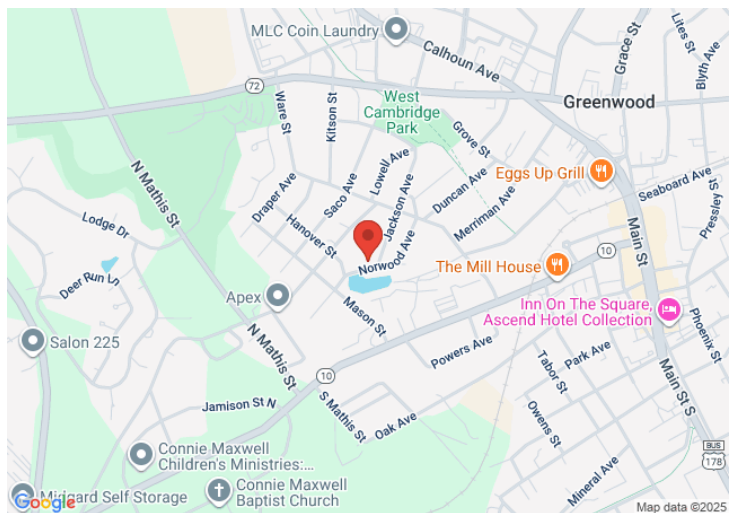 MLC Coin Laundry
Calhoun Ave
Lites St
Grace St
Blyth Ave
72
Ware St
Kitson St
West
Cambridge
Park
Greenwood
Grove St
Eggs Up Grill
Lowell Ave
Saco Ave
Jackson Ave
Duncan Ave
Merriman Ave
Seaboard Ave
Pressley St
N Mathis St
Draper Ave
Hanover St
Lodge Dr
Main St
10
Norwood Ave
The Mill House
Deer Run Ln
Apex
Mason St
Inn On The Square,
Ascend Hotel Collection
Phoenix St
Salon 225
N Mathis St
Powers Ave
Park Ave
Tabor St
10
Main St S
Jamison St N
S Mathis St
Oak Ave
Owens St
BUS
178
Connie Maxwell
Children's Ministries:...
Mineral Ave
Connie Maxwell
Baptist Church
Self Storage
Google
Map data ©2025